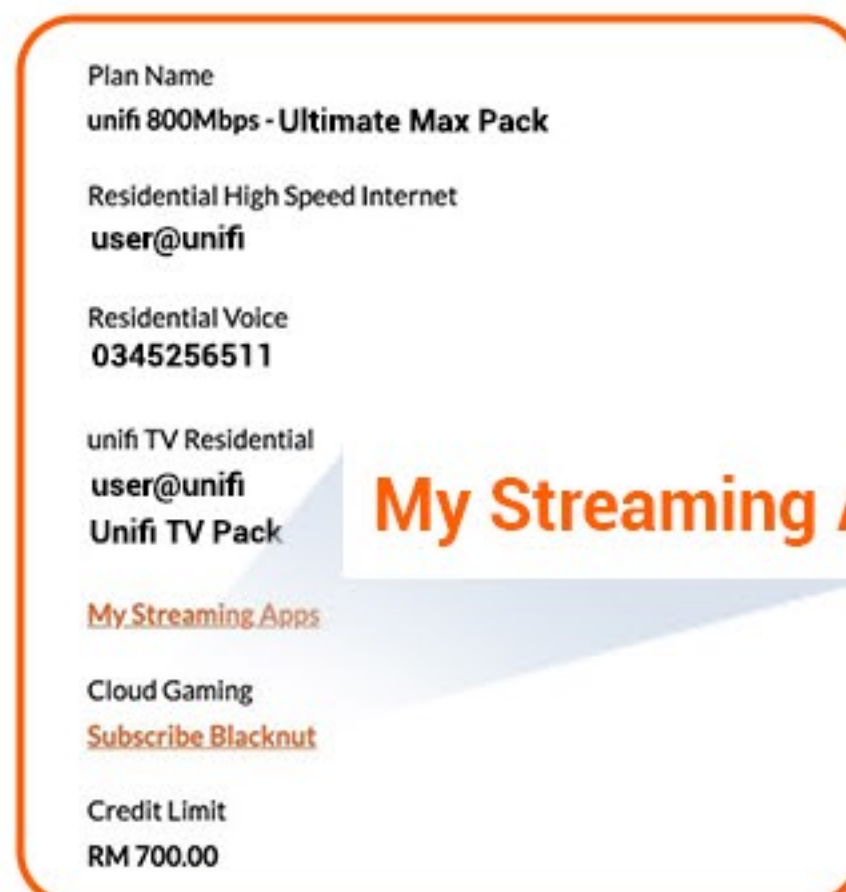 Plan Name
unifi 800Mbps - Ultimate Max Pack
Residential High Speed Internet
user@unifi
Residential Voice
0345256511
unifi TV Residential
user@unifi
Unifi TV Pack
My Streaming
My Streaming Apps
Cloud Gaming
Subscribe Blacknut
Credit Limit
RM 700.00